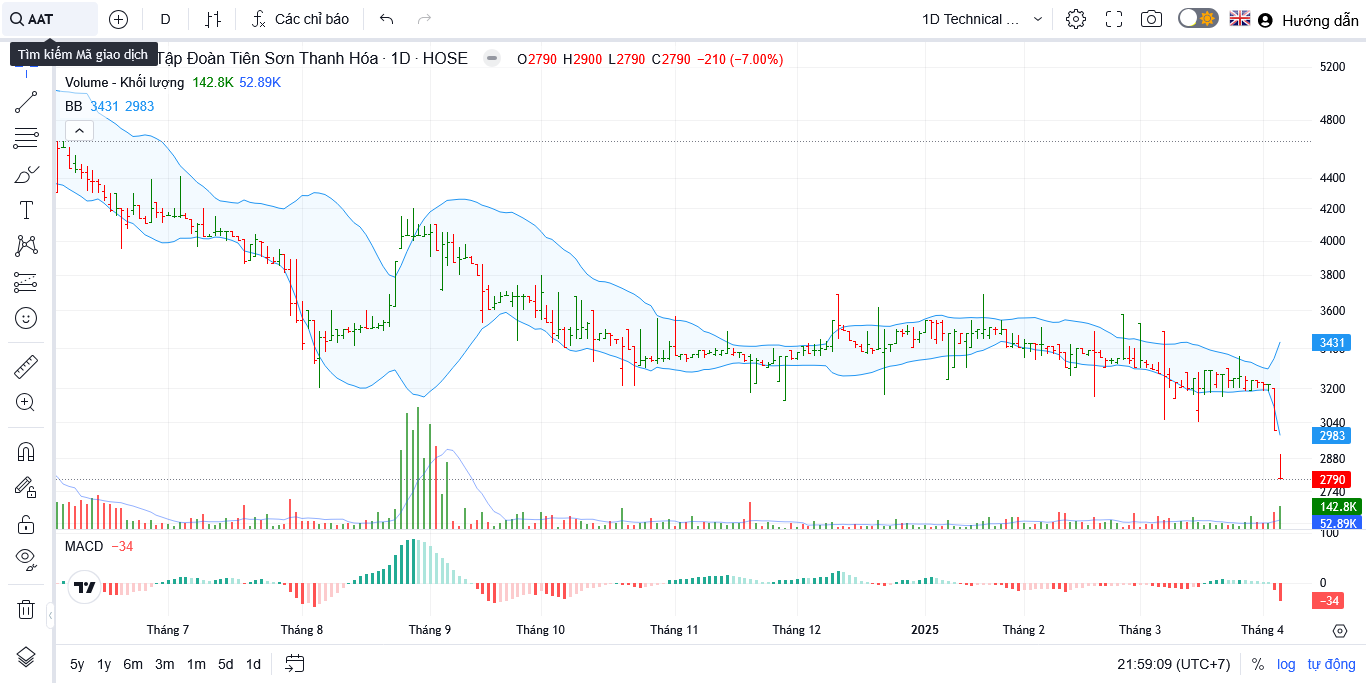 AAT
D
Các chỉ báo
1D Technical ...
Hướng dẫn
Tìm kiếm Mã giao dịch
Tập Đoàn Tiên Sơn Thanh Hóa · 1D · HOSE
O2790 H2900 L2790 C2790 −210 (−7.00%)
Volume - Khối lượng 142.8K 52.89K
BB 3431 2983
5200
4800
4400
4200
4000
3800
3600
3431
3400
3200
3040
2983
2880
2790
2740
142.8K
52.89K
100
MACD −34
0
−34
Tháng 7
Tháng 8
Tháng 9
Tháng 10
Tháng 11
Tháng 12
2025
Tháng 2
Tháng 3
Tháng 4
5y 1y 6m 3m 1m 5d 1d
21:59:09 (UTC+7)
% log tự động